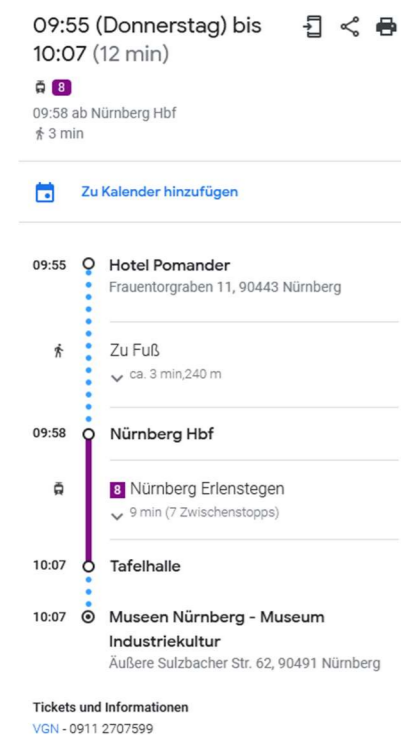 09:55 (Donnerstag) bis
10:07 (12 min)
8
09:58 ab Nürnberg Hbf
3 min
Zu Kalender hinzufügen
09:55 Hotel Pomander
Frauentorgraben 11, 90443 Nürnberg
Zu Fuß
ca. 3 min,240 m
09:58 Nürnberg Hbf
8 Nürnberg Erlenstegen
9 min (7 Zwischenstopps)
10:07 Tafelhalle
10:07 Museen Nürnberg - Museum
Industriekultur
Äußere Sulzbacher Str. 62, 90491 Nürnberg
Tickets und Informationen
VGN - 0911 2707599